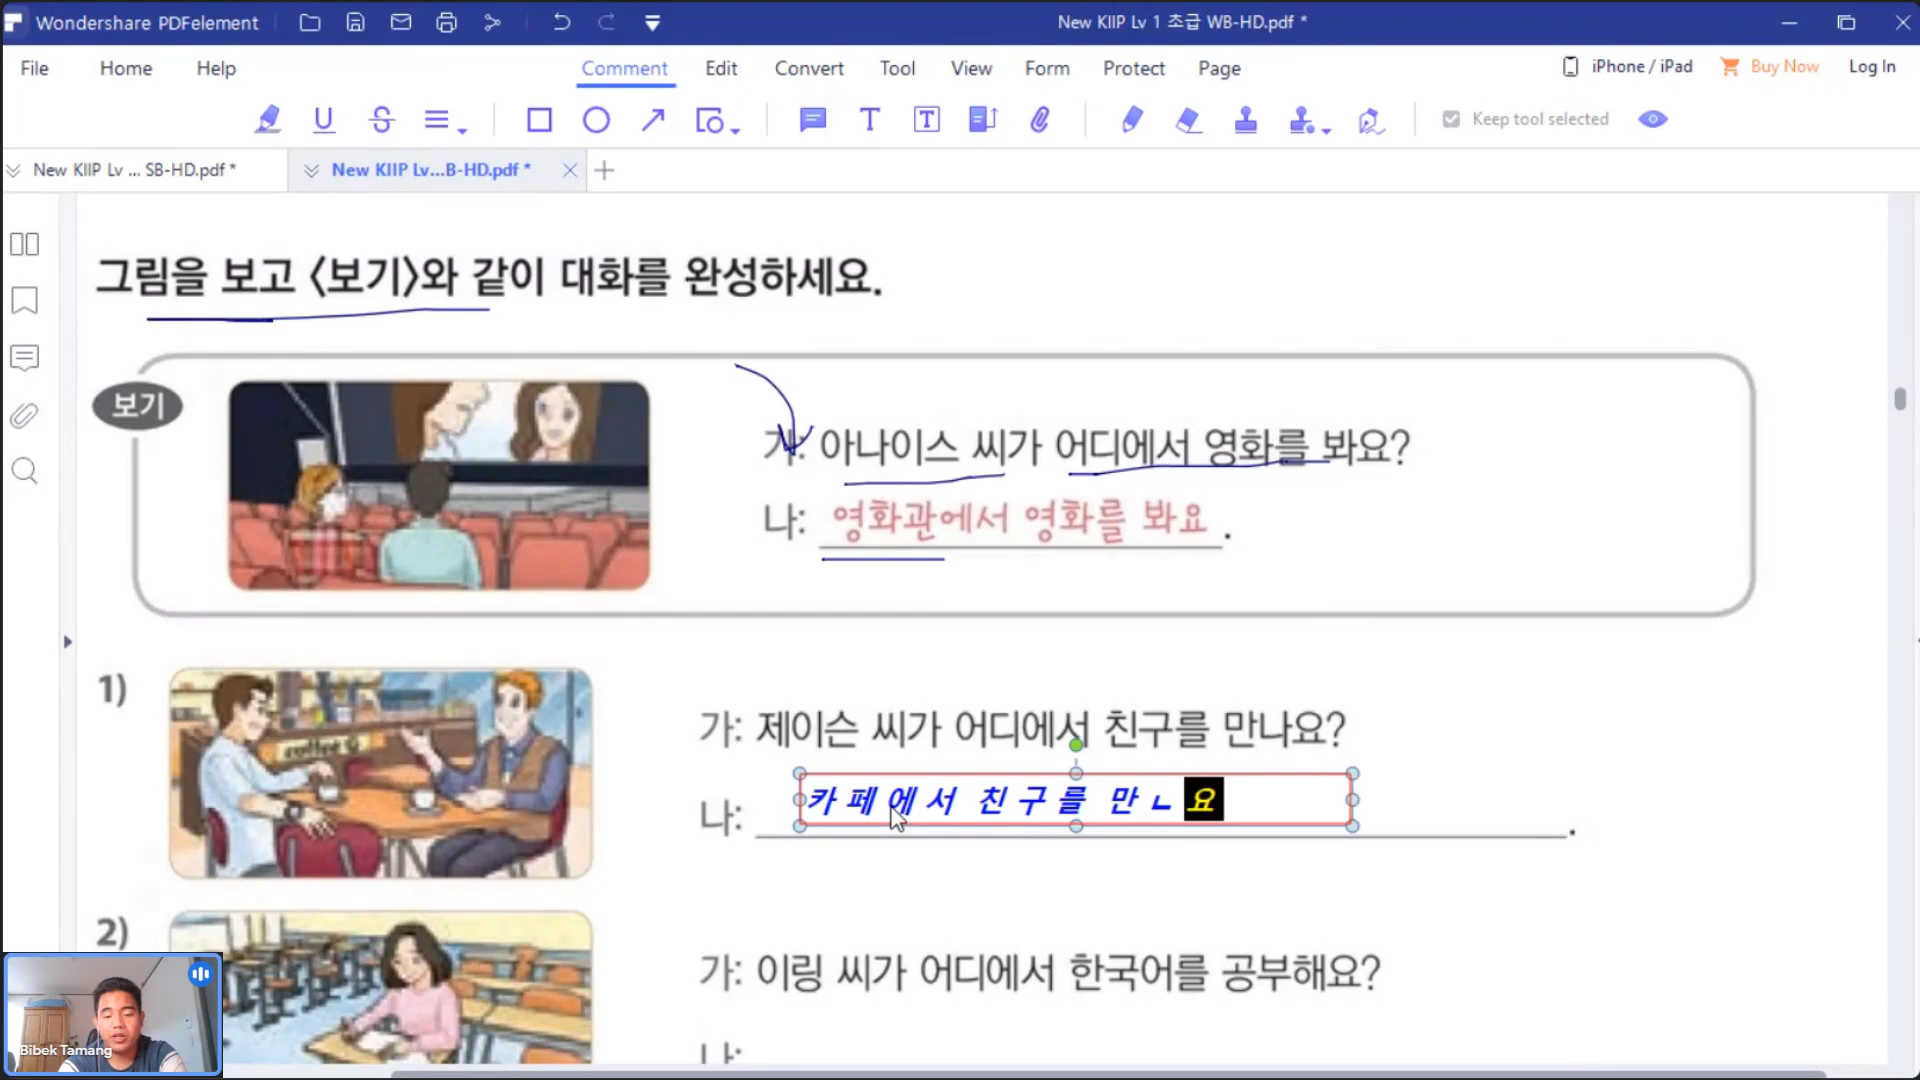 Wondershare PDFelement
New KIIP Lv 1 초급 WB-HD.pdf *
File Home Help Comment Edit Convert Tool View Form Protect Page iPhone / iPad Buy Now Log In
Keep tool selected
New KIIP Lv ... SB-HD.pdf * New KIIP Lv...B-HD.pdf *
그림을 보고 〈보기〉와 같이 대화를 완성하세요.
보기
가: 아나이스 씨가 어디에서 영화를 봐요?
나: 영화관에서 영화를 봐요.
1)
coffee
가: 제이슨 씨가 어디에서 친구를 만나요?
나: 카페에서 친구를 만ㄴ요.
2)
가: 이링 씨가 어디에서 한국어를 공부해요?
나:
Bibek Tamang